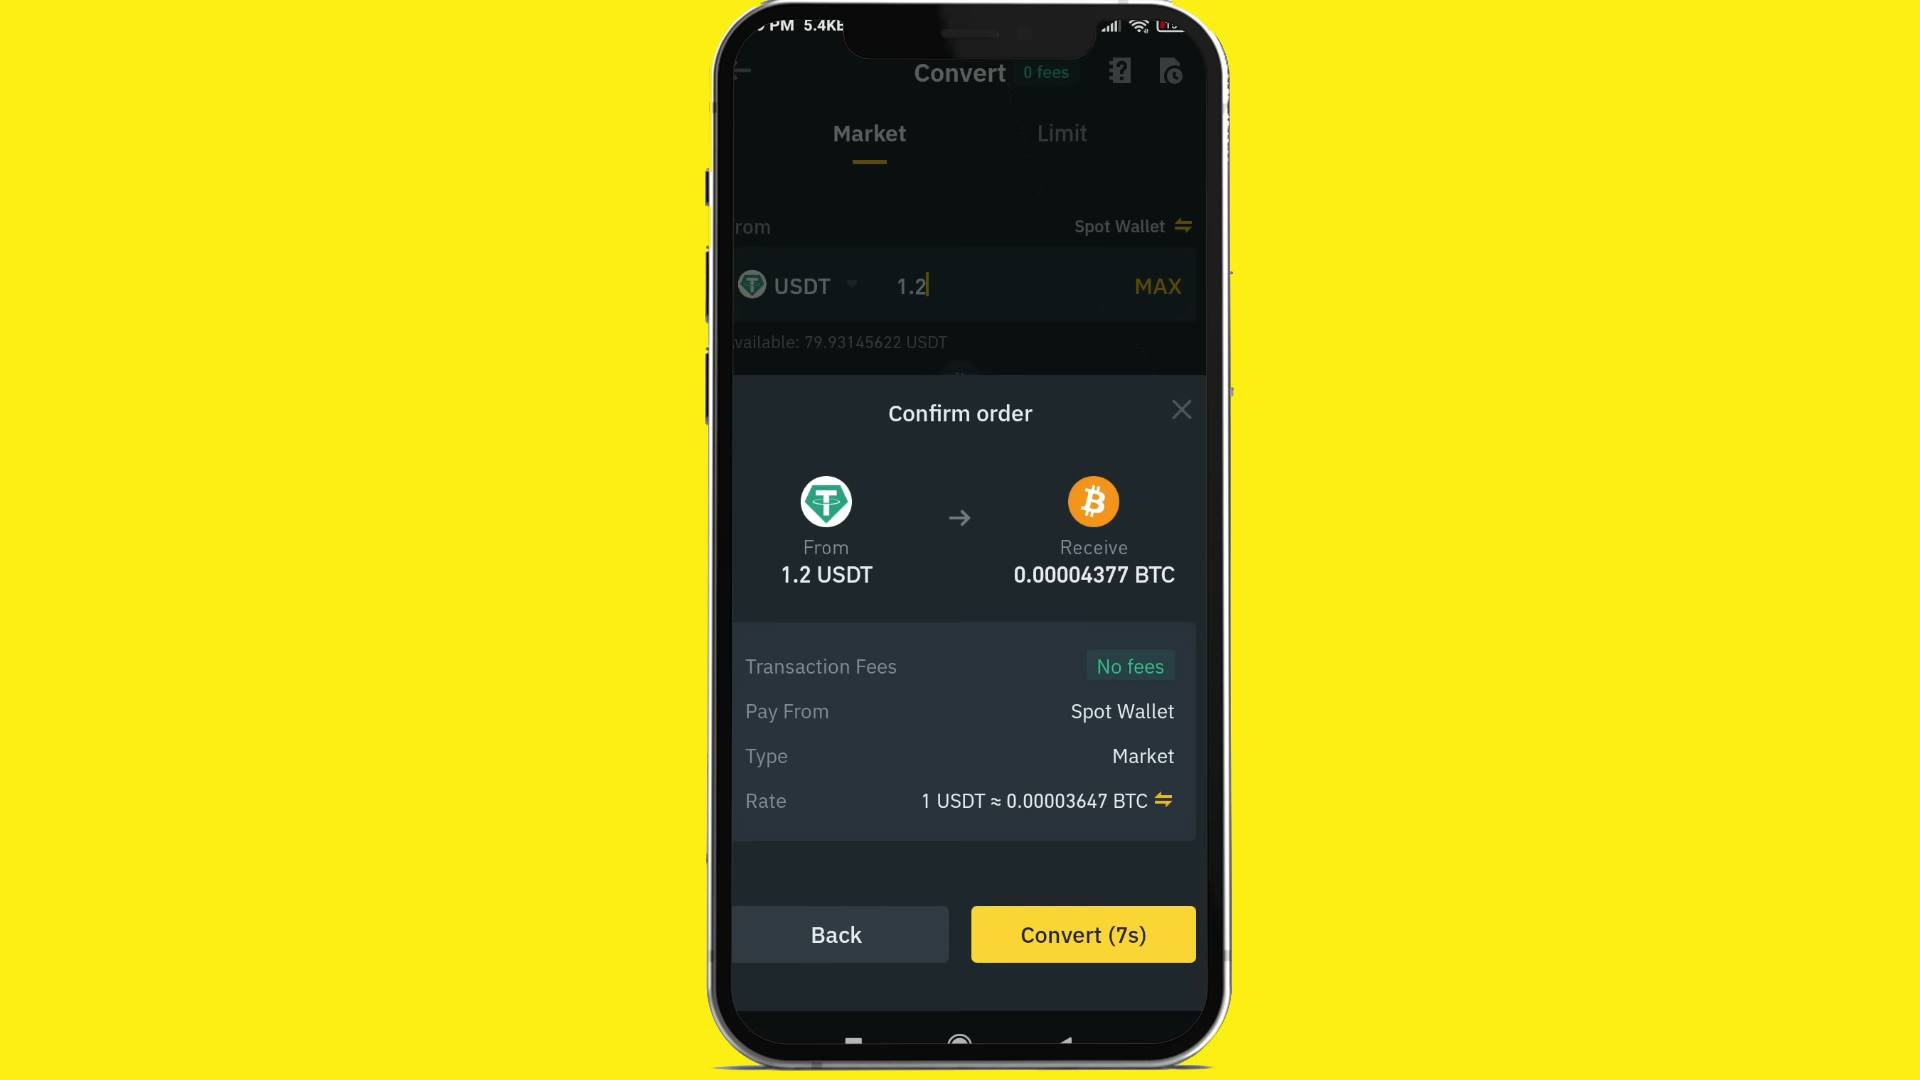 PM 5.4KB
Convert 0 fees
Market Limit
rom Spot Wallet
USDT 1.2 MAX
vailable: 79.93145622 USDT
Confirm order
From
1.2 USDT
Receive
0.00004377 BTC
Transaction Fees No fees
Pay From Spot Wallet
Type Market
Rate 1 USDT ≈ 0.00003647 BTC
Back Convert (7s)